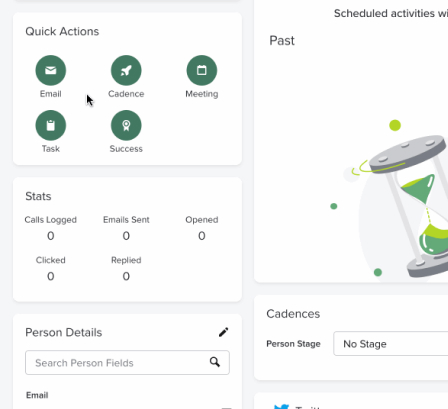 Scheduled activities wi
Quick Actions
Past
Email
Cadence
Meeting
Task
Success
Stats
Calls Logged
Emails Sent
Opened
0
0
0
Clicked
Replied
0
0
Cadences
Person Details
Person Stage
No Stage
Search Person Fields
Email